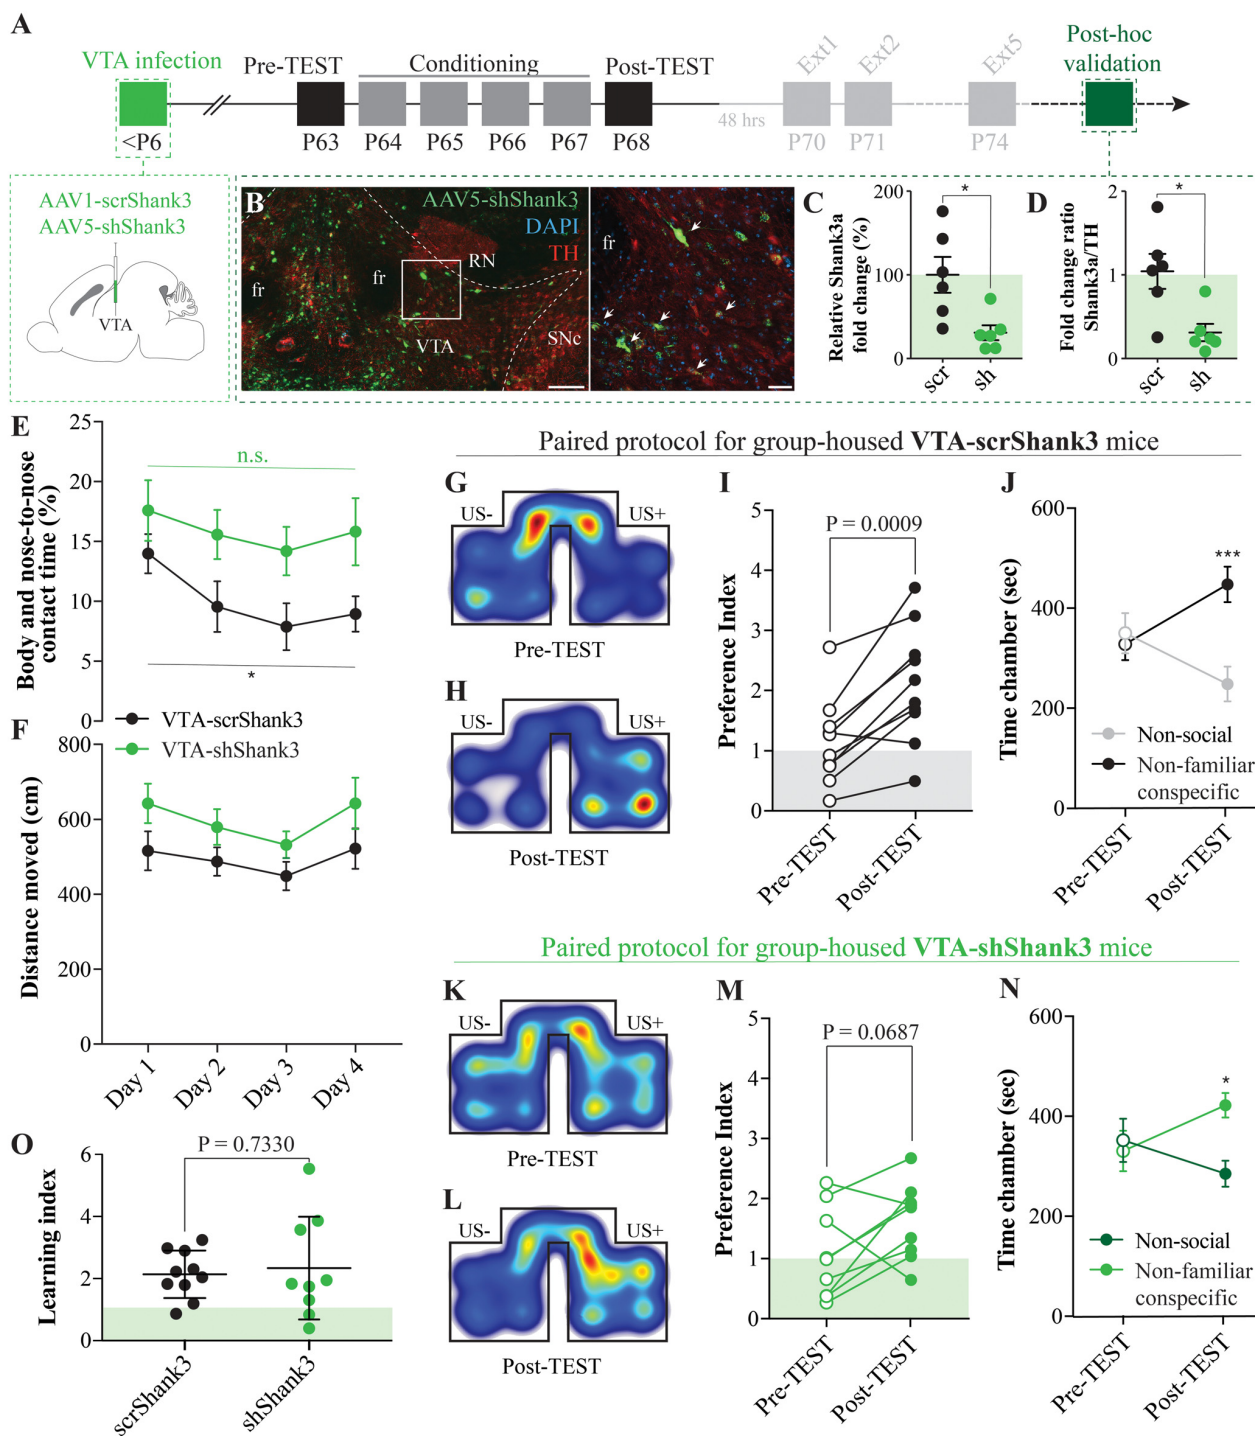 A
VTA infection
Pre-TEST
Conditioning
Post-TEST
Ext1
Ext2
Ext5
Post-hoc
validation
<P6
P63
P64
P65
P66
P67
P68
48 hrs
P70
P71
P74
AAV1-scrShank3
AAV5-shShank3
VTA
B
AAV5-shShank3
DAPI
TH
fr
fr
RN
VTA
SNc
fr
C
Relative Shank3a
fold change (%)
200
100
0
*
scr
sh
D
Fold change ratio
Shank3a/TH
2
1
0
*
scr
sh
E
Body and nose-to-nose
contact time (%)
25
20
15
10
5
0
n.s.
*
VTA-scrShank3
VTA-shShank3
F
Distance moved (cm)
800
600
400
200
0
Day 1
Day 2
Day 3
Day 4
Paired protocol for group-housed VTA-scrShank3 mice
G
US-
US+
Pre-TEST
H
US-
US+
Post-TEST
I
P = 0.0009
Preference Index
5
4
3
2
1
0
Pre-TEST
Post-TEST
J
Time chamber (sec)
600
400
200
0
***
Non-social
Non-familiar
conspecific
Pre-TEST
Post-TEST
Paired protocol for group-housed VTA-shShank3 mice
K
US-
US+
Pre-TEST
L
US-
US+
Post-TEST
M
P = 0.0687
Preference Index
5
4
3
2
1
0
Pre-TEST
Post-TEST
N
Time chamber (sec)
600
400
200
0
*
Non-social
Non-familiar
conspecific
Pre-TEST
Post-TEST
O
P = 0.7330
Learning index
6
4
2
0
scrShank3
shShank3